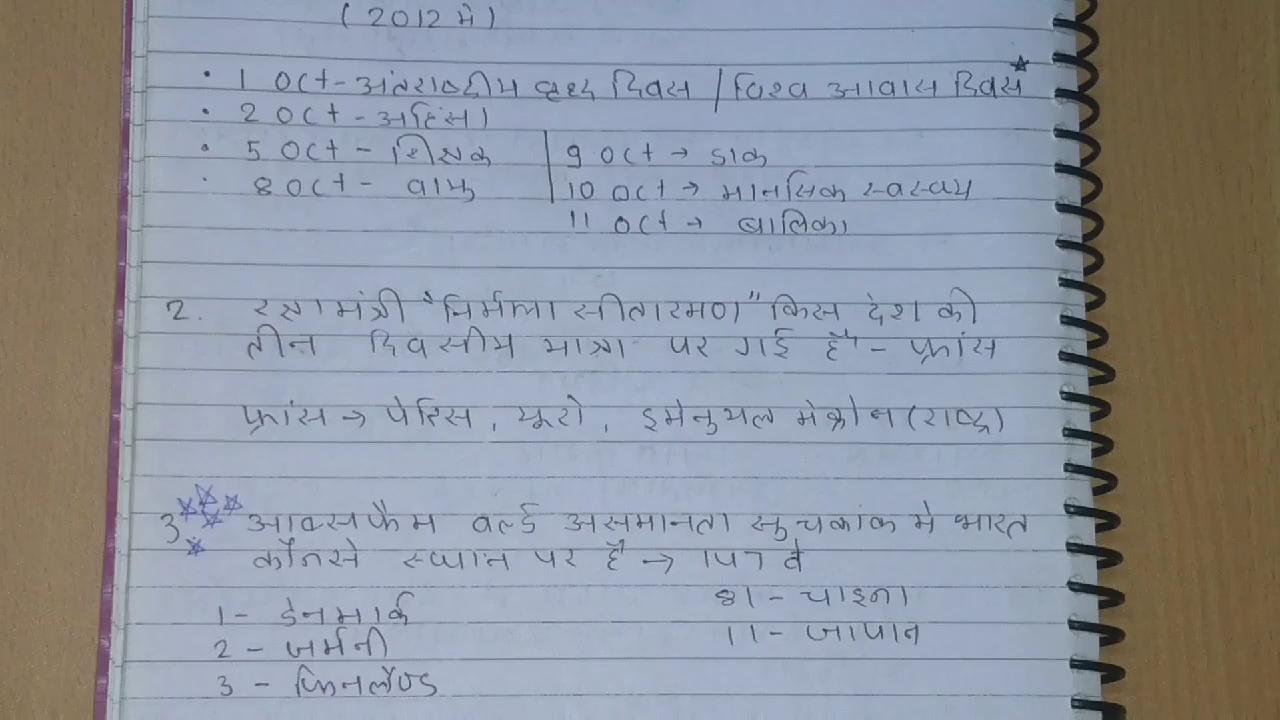 (2012 मे)
• 1 Oct - अंतराष्ट्रीय वृध्द दिवस / विश्व आवास दिवस
• 2 Oct - अहिंसा
• 5 Oct - शिक्षक | 9 Oct → डाक
• 8 Oct - वायु | 10 Oct → मानसिक स्वास्थ्य
11 Oct → बालिका
2. रक्षामंत्री "निर्मला सीतारमण" किस देश की
तीन दिवसीय यात्रा पर गई है - फ्रांस
फ्रांस → पेरिस, यूरो, इमेनुयल मेक्रोन (राष्ट्र)
3 आक्सफैम वर्ल्ड असमानता सुचकांक मे भारत
कौनसे स्थान पर है → 147 वे
1 - डेनमार्क
81 - चाइना
2 - जर्मनी
11 - जापान
3 - फिनलैण्ड